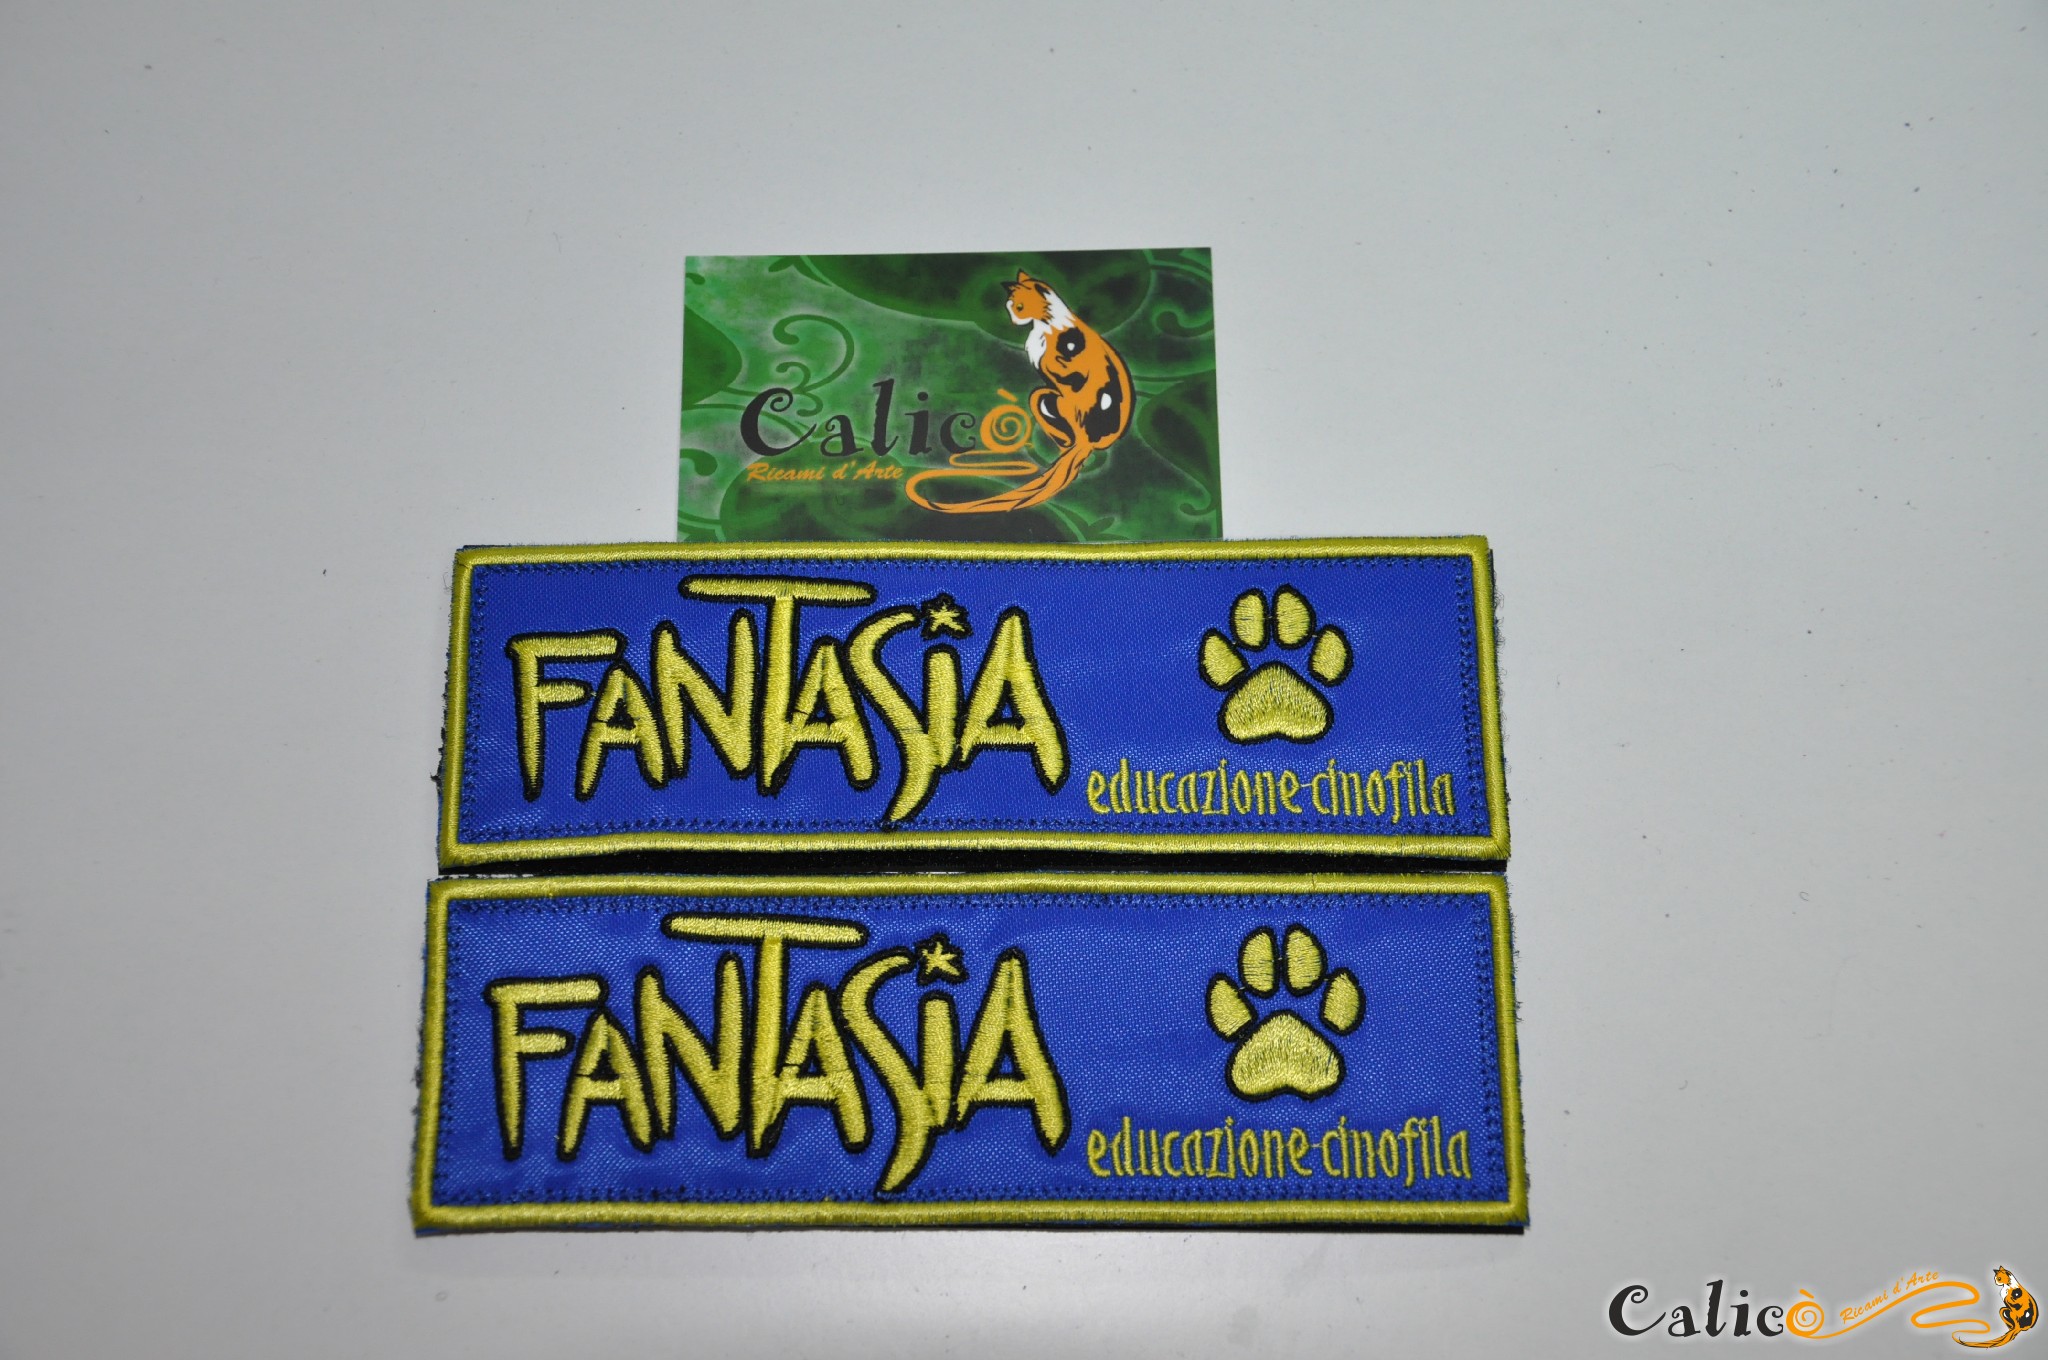 Calicò
Ricami d'Arte
FANTASIA
educazione-cinofila
FANTASIA
educazione-cinofila
Calicò Ricami d'Arte